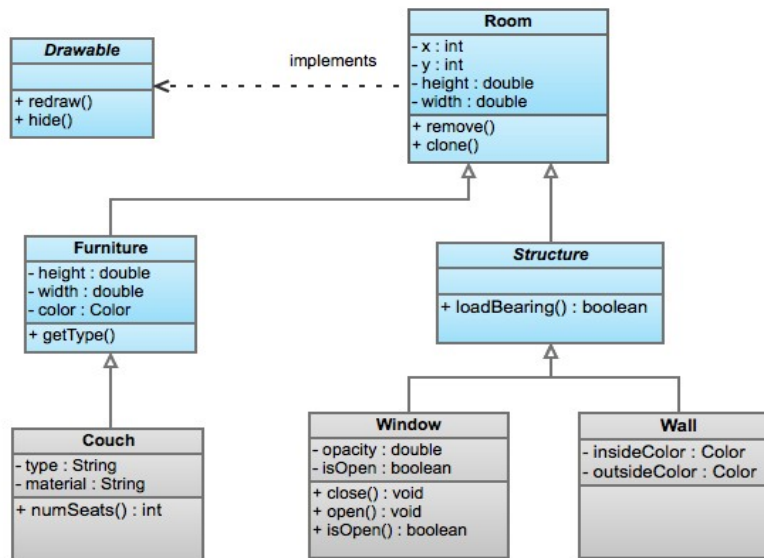 Drawable
+ redraw()
+ hide()
implements
Room
- x : int
- y : int
- height : double
- width : double
+ remove()
+ clone()
Furniture
- height : double
- width : double
- color : Color
+ getType()
Structure
+ loadBearing() : boolean
Couch
- type : String
- material : String
+ numSeats() : int
Window
- opacity : double
- isOpen : boolean
+ close() : void
+ open() : void
+ isOpen() : boolean
Wall
- insideColor : Color
- outsideColor : Color